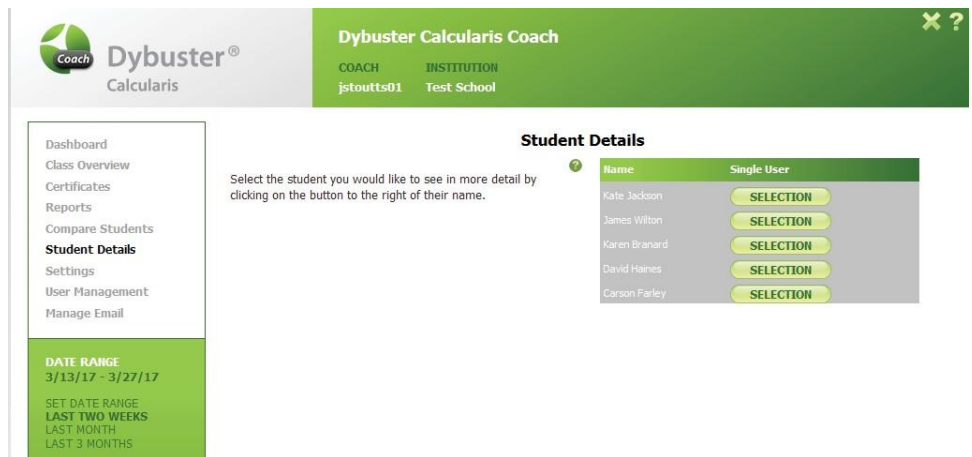 Coach
Dybuster®
Calcularis
Dybuster Calcularis Coach
COACH INSTITUTION
jstoutts01 Test School
✕ ?
Dashboard
Class Overview
Certificates
Reports
Compare Students
Student Details
Settings
User Management
Manage Email
DATE RANGE
3/13/17 - 3/27/17
SET DATE RANGE
LAST TWO WEEKS
LAST MONTH
LAST 3 MONTHS
Student Details
Select the student you would like to see in more detail by
clicking on the button to the right of their name.
?
Name Single User
Kate Jackson SELECTION
James Wilton SELECTION
Karen Branard SELECTION
David Haines SELECTION
Carson Farley SELECTION